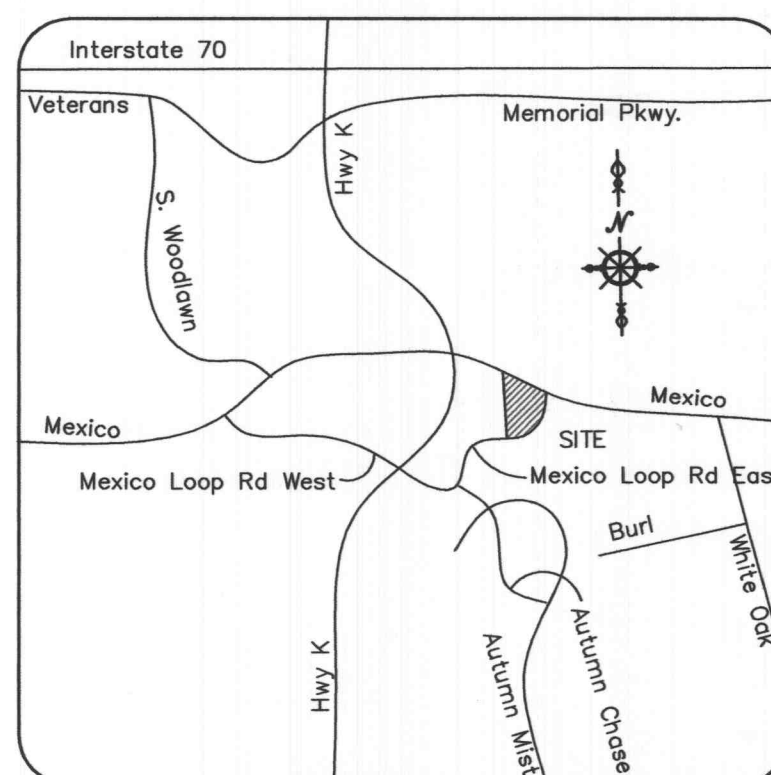 Interstate 70
Veterans
Memorial Pkwy.
Hwy K
S. Woodlawn
N
Mexico
Mexico
SITE
Mexico Loop Rd West
Mexico Loop Rd East
Burl
White Oak
Hwy K
Autumn Mist
Autumn Chase